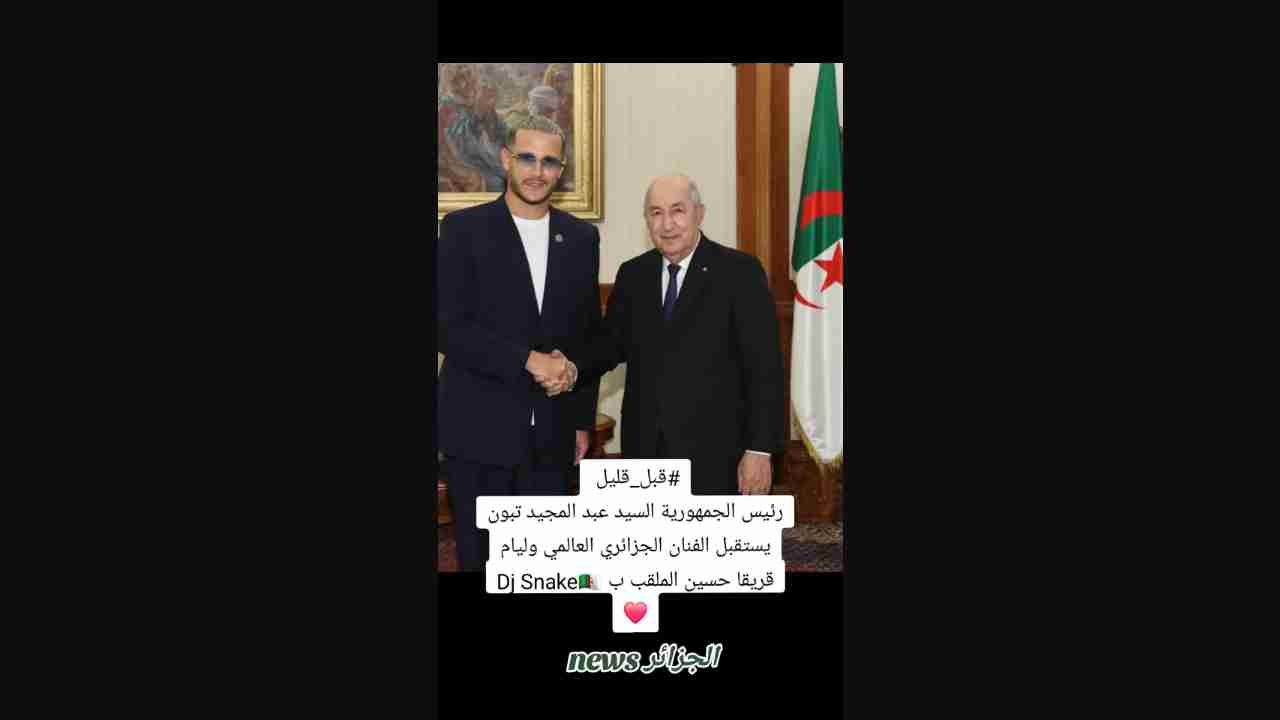 #قبل_قليل
رئيس الجمهورية السيد عبد المجيد تبون
يستقبل الفنان الجزائري العالمي وليام
قريقا حسين الملقب ب Dj Snake🇩🇿
❤️
الجزائر news